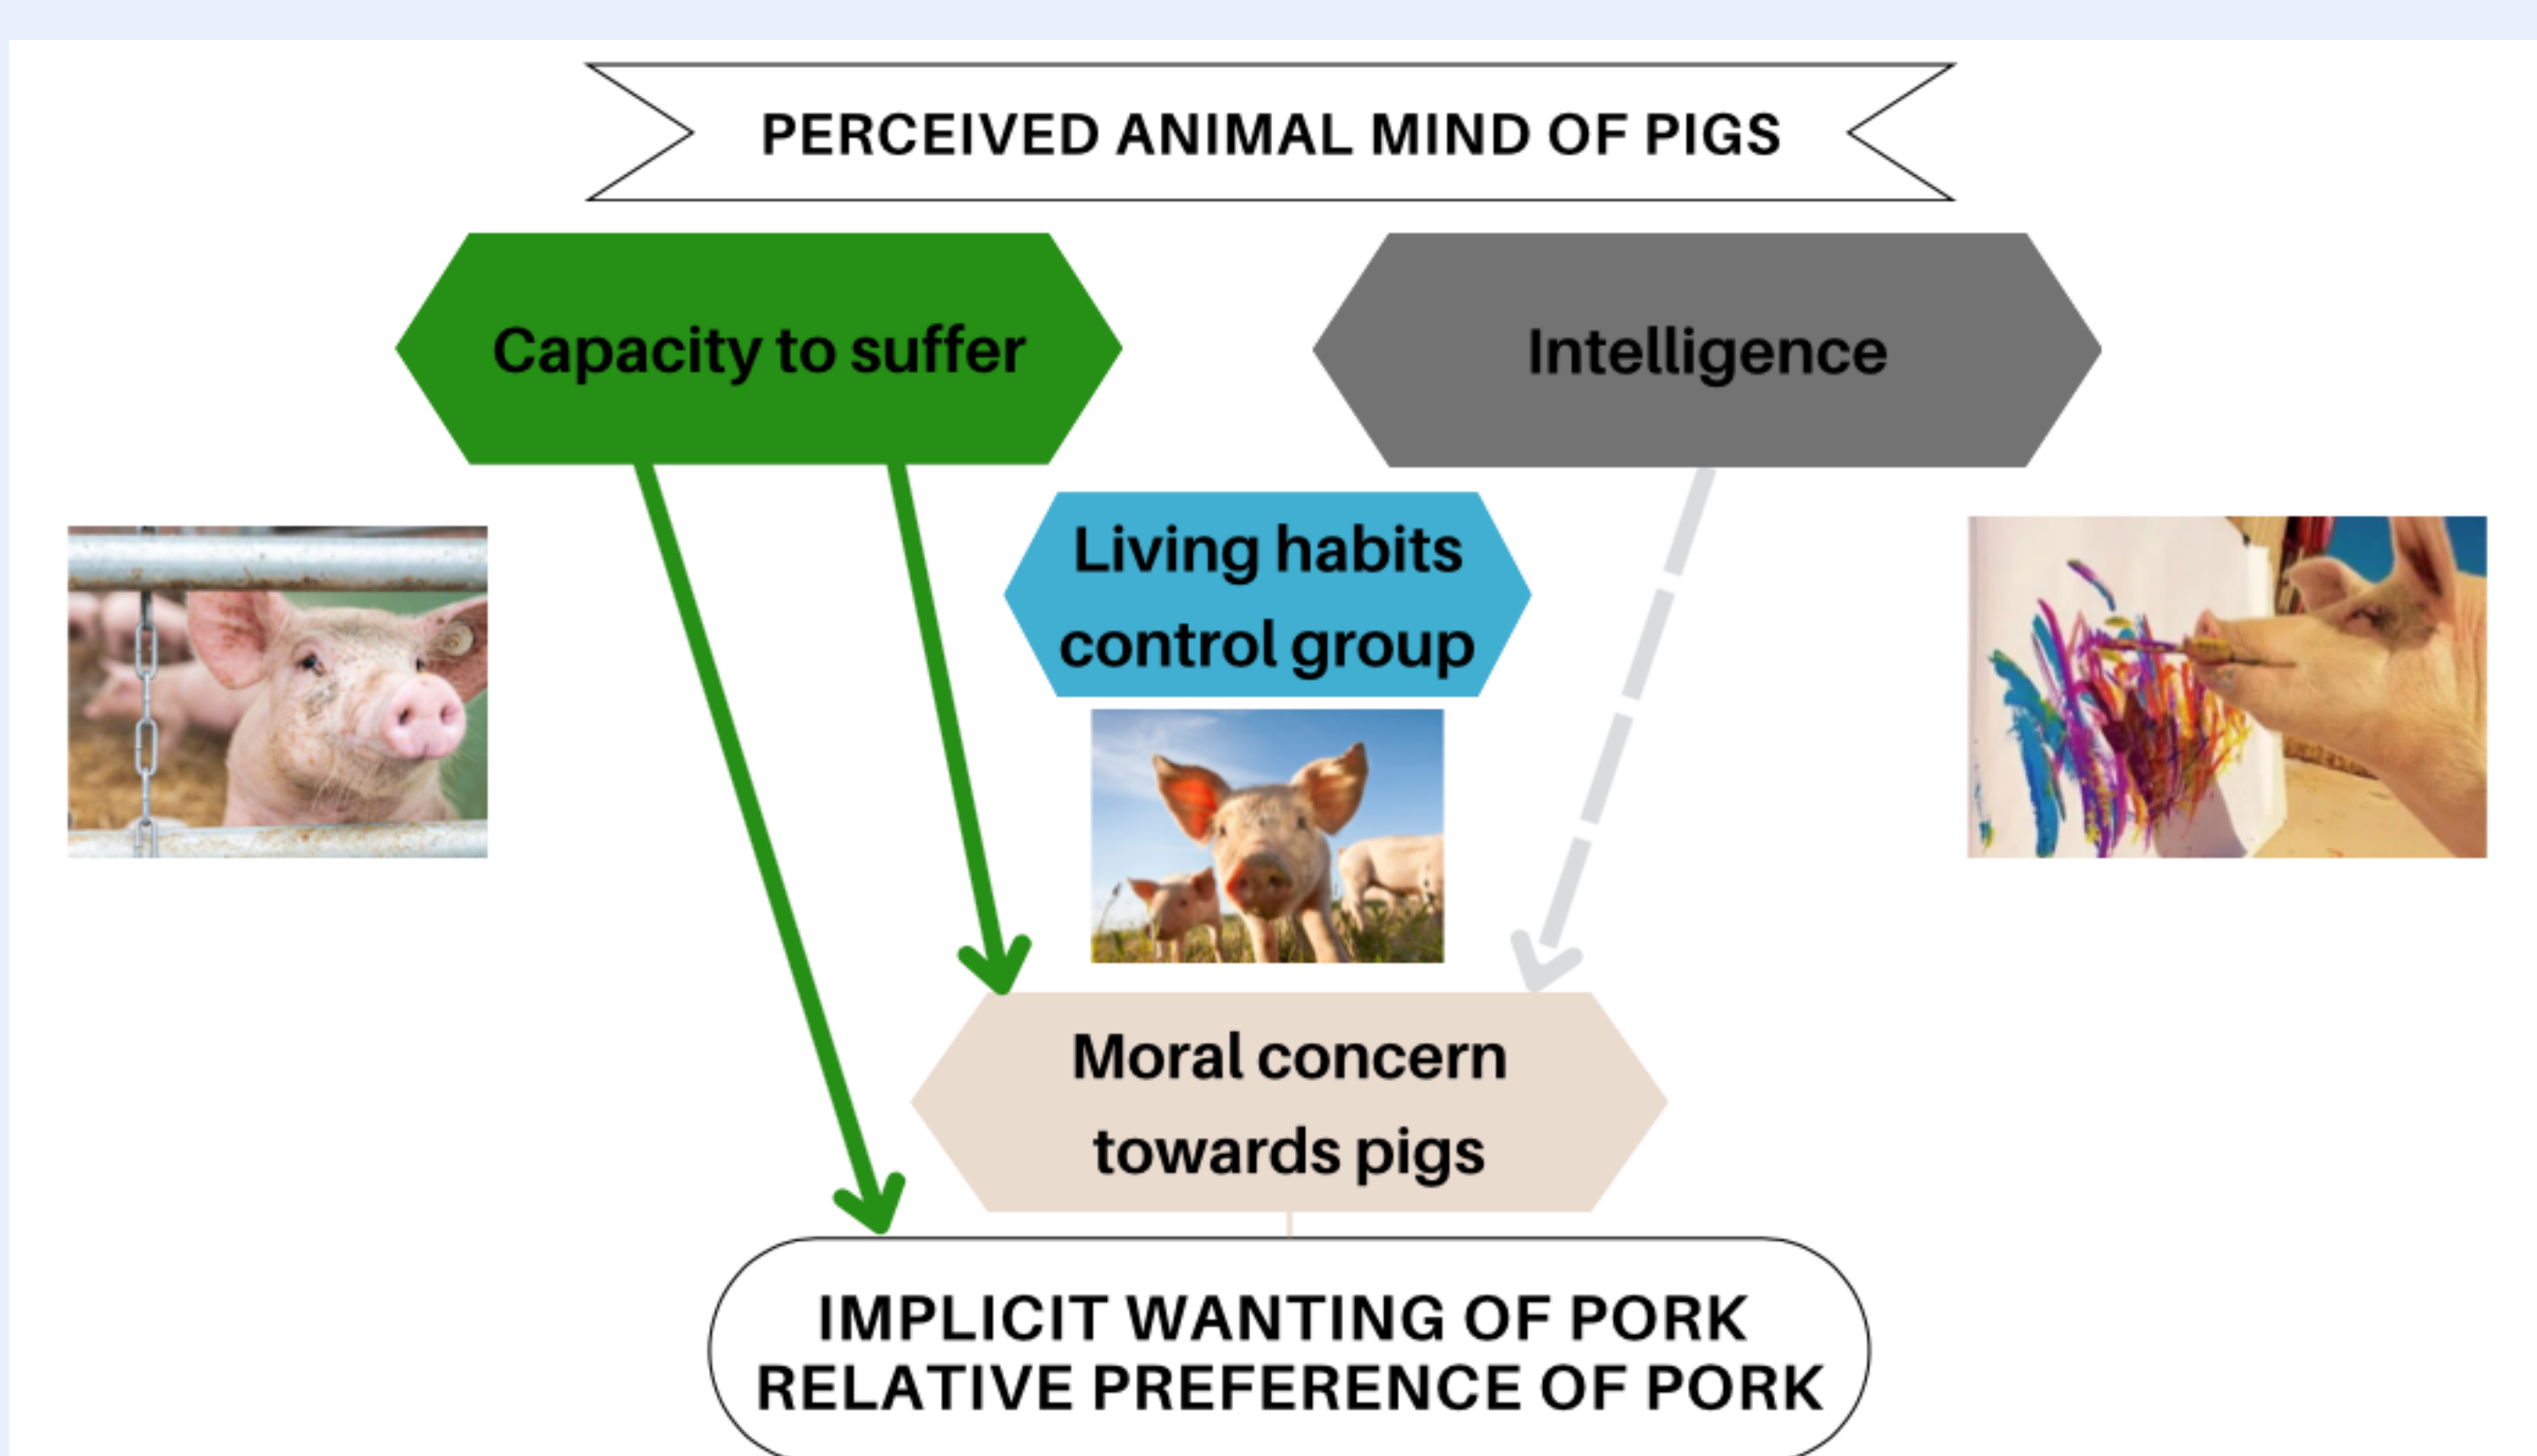 PERCEIVED ANIMAL MIND OF PIGS
Capacity to suffer
Intelligence
Living habits
control group
Moral concern
towards pigs
IMPLICIT WANTING OF PORK
RELATIVE PREFERENCE OF PORK